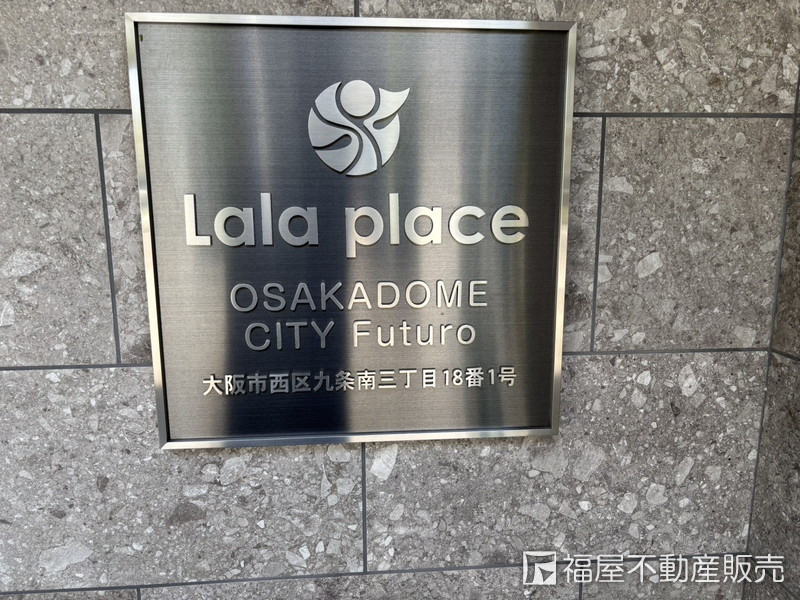 Lala place
OSAKADOME
CITY Futuro
大阪市西区九条南三丁目18番1号
福屋不動産販売